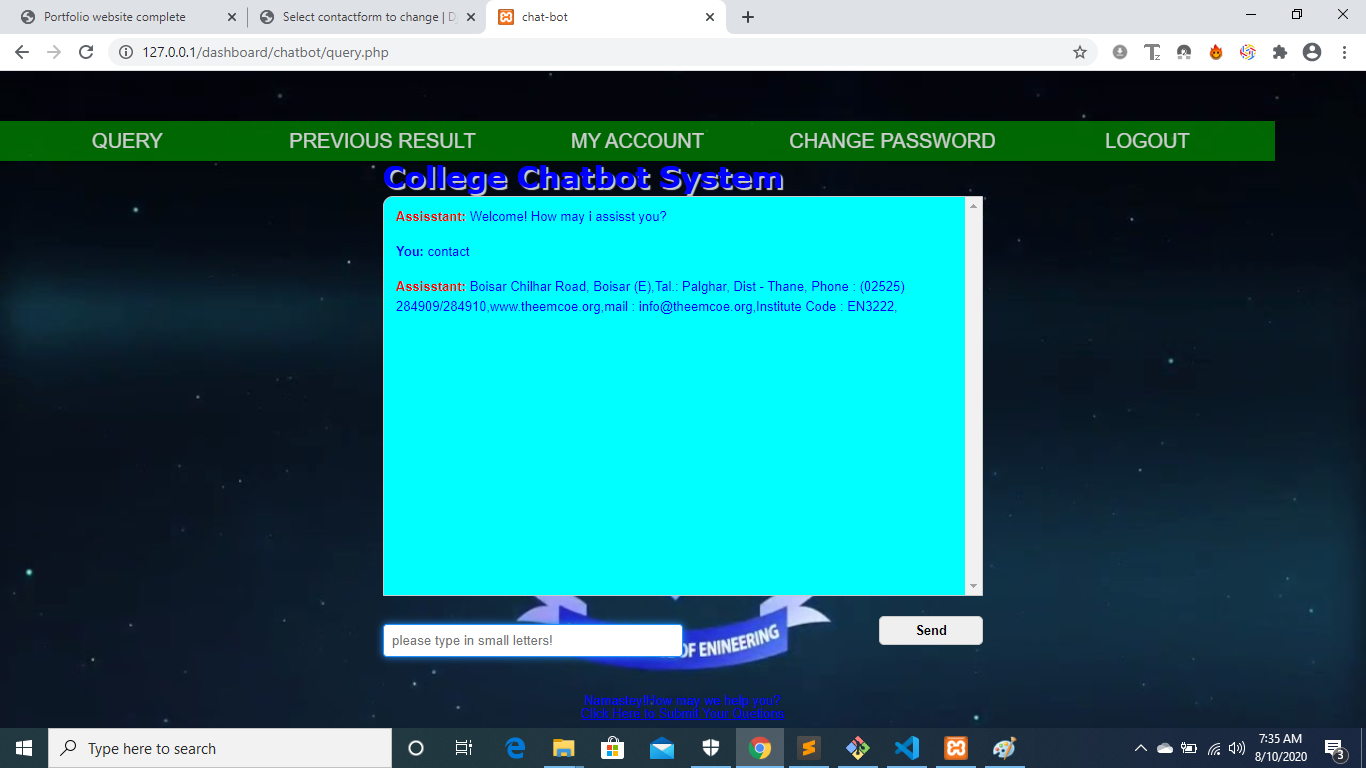 Portfolio website complete
Select contactform to change | D
chat-bot
127.0.0.1/dashboard/chatbot/query.php
QUERY PREVIOUS RESULT MY ACCOUNT CHANGE PASSWORD LOGOUT
College Chatbot System
Assisstant: Welcome! How may i assisst you?
You: contact
Assisstant: Boisar Chilhar Road, Boisar (E),Tal.: Palghar, Dist - Thane, Phone : (02525)
284909/284910,www.theemcoe.org,mail : info@theemcoe.org,Institute Code : EN3222,
please type in small letters!
OF ENINEERING
Send
How may we help you?
Click Here to Submit Your
Type here to search
7:35 AM
8/10/2020
3